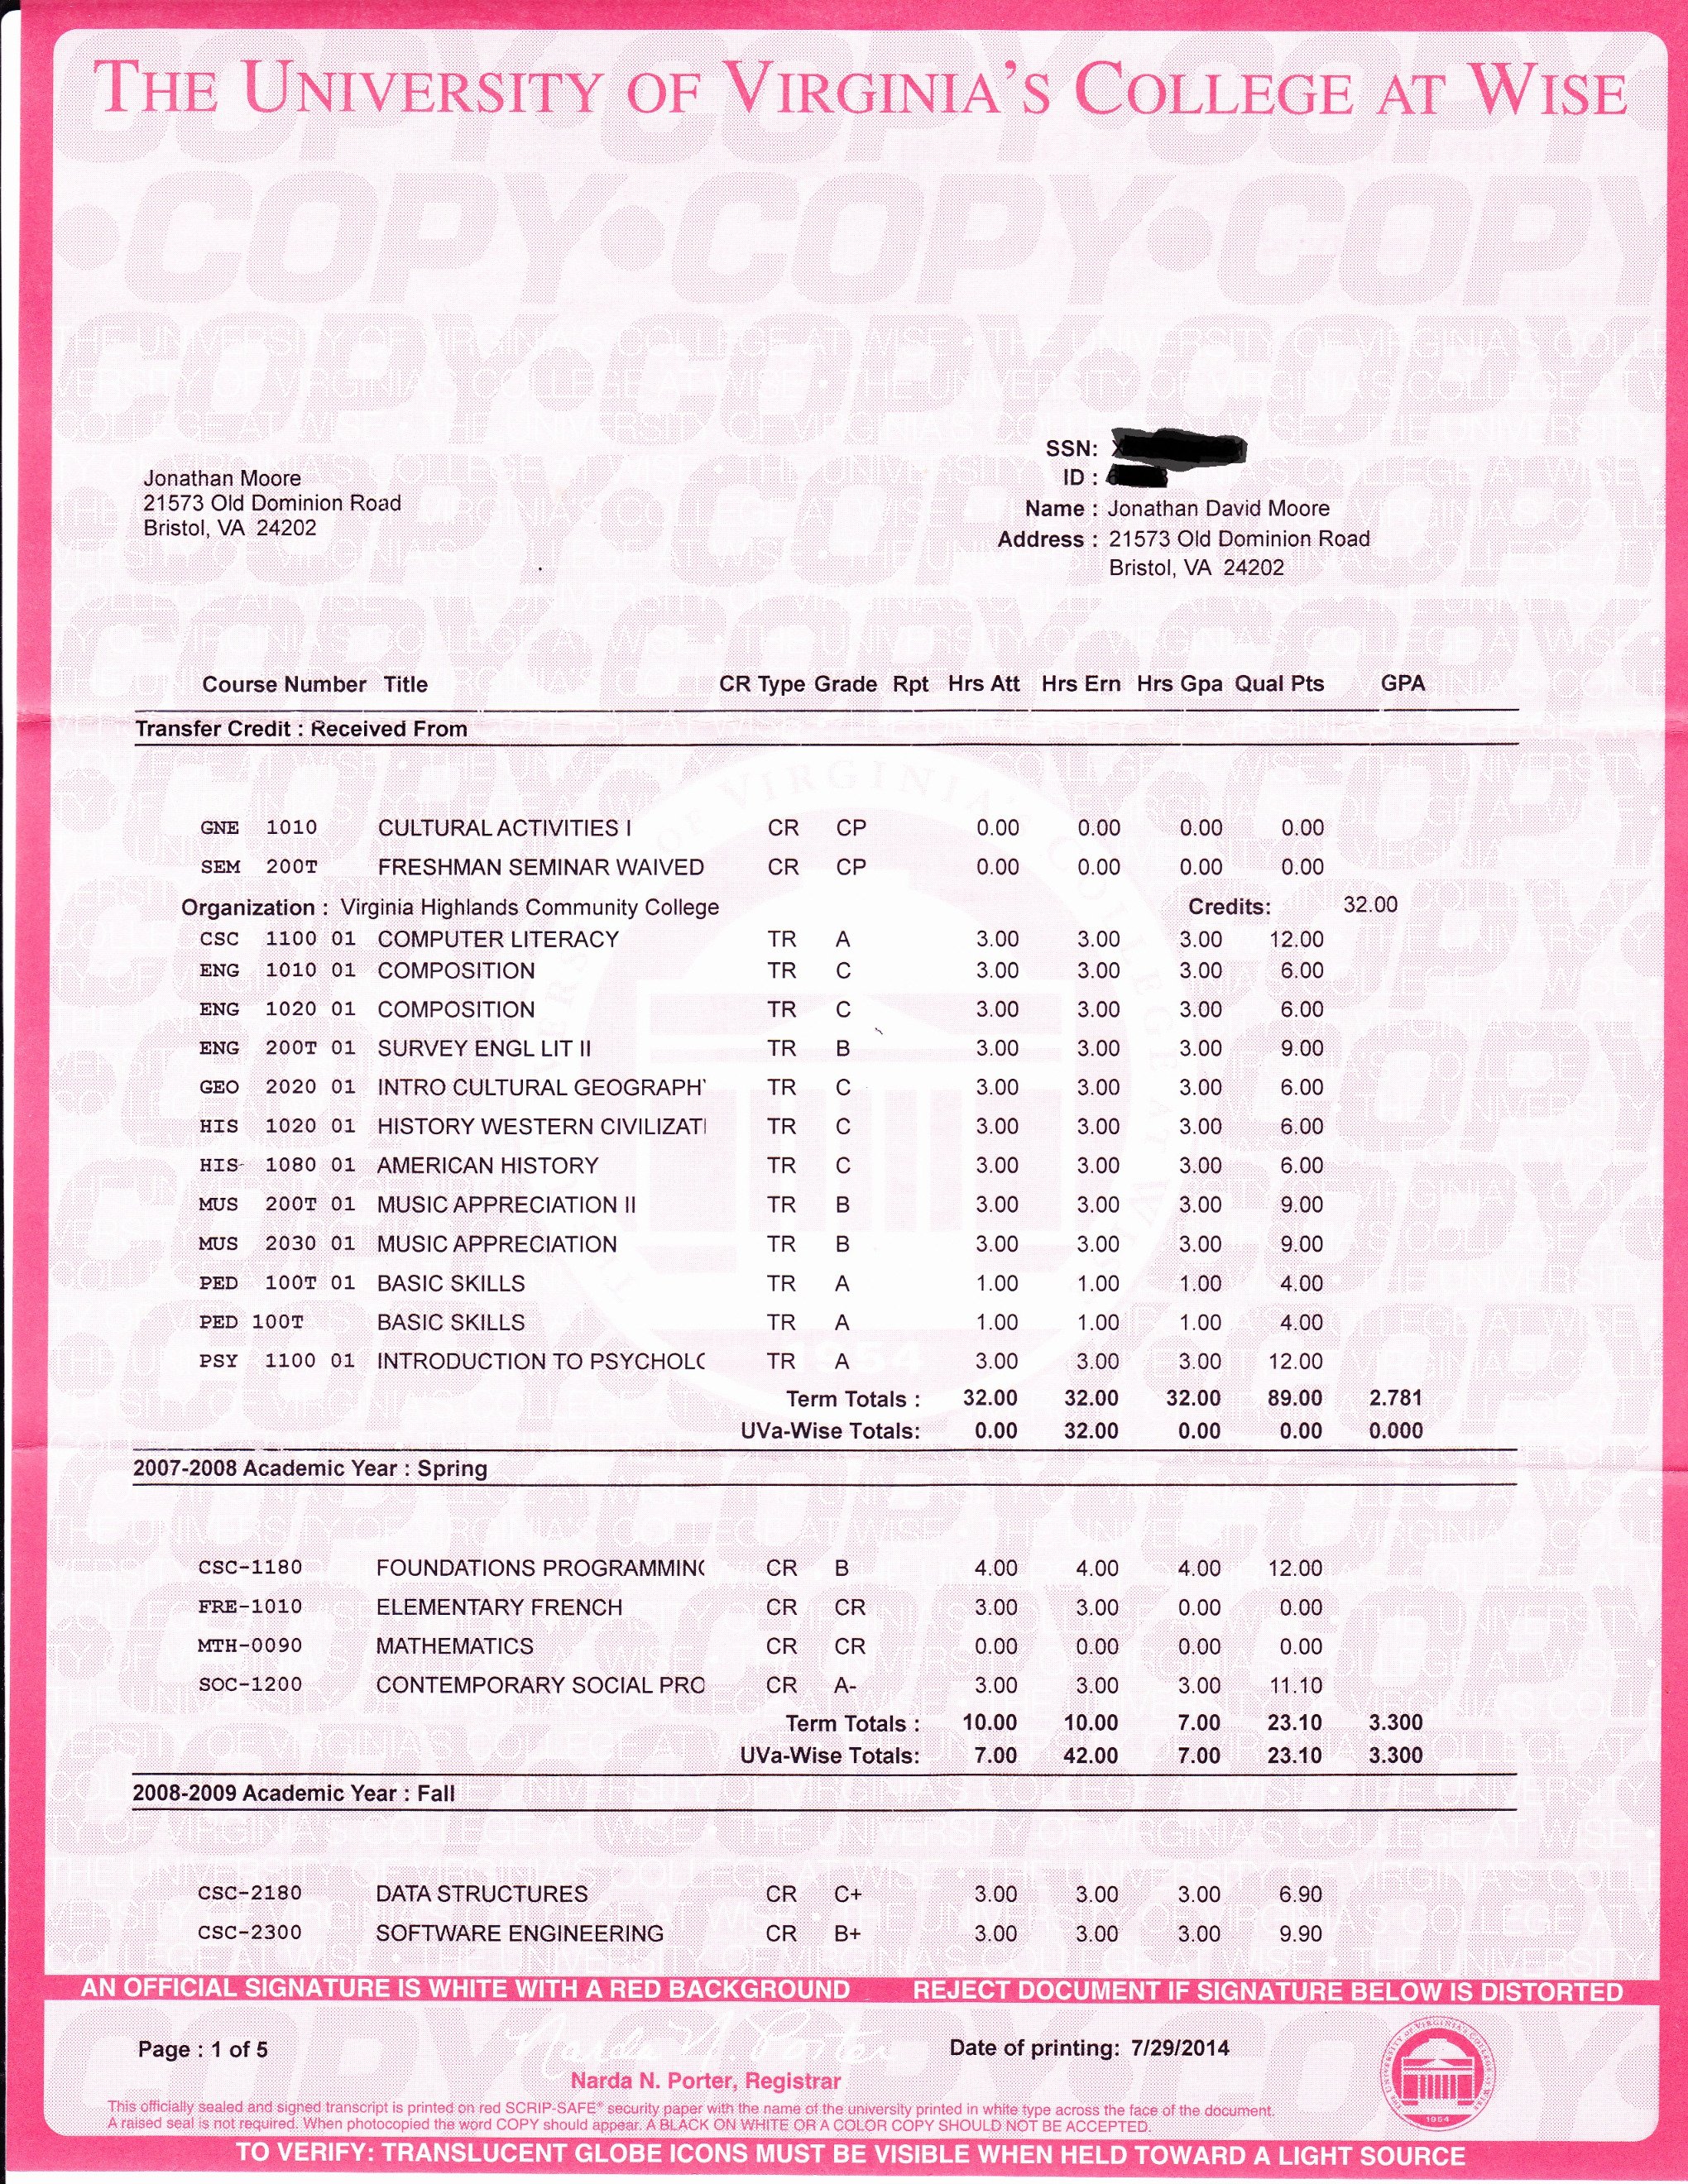 THE UNIVERSITY OF VIRGINIA'S COLLEGE AT WISE
SSN:
Jonathan Moore
ID :
21573 Old Dominion Road
Name : Jonathan David Moore
Bristol, VA 24202
Address : 21573 Old Dominion Road
Bristol, VA 24202
Course Number Title CR Type Grade Rpt Hrs Att Hrs Ern Hrs Gpa Qual Pts GPA
Transfer Credit : Received From
GNE 1010 CULTURAL ACTIVITIES I CR CP 0.00 0.00 0.00 0.00
SEM 200T FRESHMAN SEMINAR WAIVED CR CP 0.00 0.00 0.00 0.00
Organization : Virginia Highlands Community College Credits: 32.00
CSC 1100 01 COMPUTER LITERACY TR A 3.00 3.00 3.00 12.00
ENG 1010 01 COMPOSITION TR C 3.00 3.00 3.00 6.00
ENG 1020 01 COMPOSITION TR C 3.00 3.00 3.00 6.00
ENG 200T 01 SURVEY ENGL LIT II TR B 3.00 3.00 3.00 9.00
GEO 2020 01 INTRO CULTURAL GEOGRAPH TR C 3.00 3.00 3.00 6.00
HIS 1020 01 HISTORY WESTERN CIVILIZATI TR C 3.00 3.00 3.00 6.00
HIS 1080 01 AMERICAN HISTORY TR C 3.00 3.00 3.00 6.00
MUS 200T 01 MUSIC APPRECIATION II TR B 3.00 3.00 3.00 9.00
MUS 2030 01 MUSIC APPRECIATION TR B 3.00 3.00 3.00 9.00
PED 100T 01 BASIC SKILLS TR A 1.00 1.00 1.00 4.00
PED 100T BASIC SKILLS TR A 1.00 1.00 1.00 4.00
PSY 1100 01 INTRODUCTION TO PSYCHOLC TR A 3.00 3.00 3.00 12.00
Term Totals : 32.00 32.00 32.00 89.00 2.781
UVa-Wise Totals: 0.00 32.00 0.00 0.00 0.000
2007-2008 Academic Year : Spring
CSC-1180 FOUNDATIONS PROGRAMMING CR B 4.00 4.00 4.00 12.00
FRE-1010 ELEMENTARY FRENCH CR CR 3.00 3.00 0.00 0.00
MTH-0090 MATHEMATICS CR CR 0.00 0.00 0.00 0.00
SOC-1200 CONTEMPORARY SOCIAL PRO CR A- 3.00 3.00 3.00 11.10
Term Totals : 10.00 10.00 7.00 23.10 3.300
UVa-Wise Totals: 7.00 42.00 7.00 23.10 3.300
2008-2009 Academic Year : Fall
CSC-2180 DATA STRUCTURES CR C+ 3.00 3.00 3.00 6.90
CSC-2300 SOFTWARE ENGINEERING CR B+ 3.00 3.00 3.00 9.90
AN OFFICIAL SIGNATURE IS WHITE WITH A RED BACKGROUND REJECT DOCUMENT IF SIGNATURE BELOW IS DISTORTED
Page : 1 of 5 Narda N. Porter Date of printing: 7/29/2014
Narda N. Porter, Registrar
This officially sealed and signed transcript is printed on red SCRIP-SAFE® security paper with the name of the university printed in white type across the face of the document.
A raised seal is not required. When photocopied the word COPY should appear. A BLACK ON WHITE OR A COLOR COPY SHOULD NOT BE ACCEPTED.
TO VERIFY: TRANSLUCENT GLOBE ICONS MUST BE VISIBLE WHEN HELD TOWARD A LIGHT SOURCE